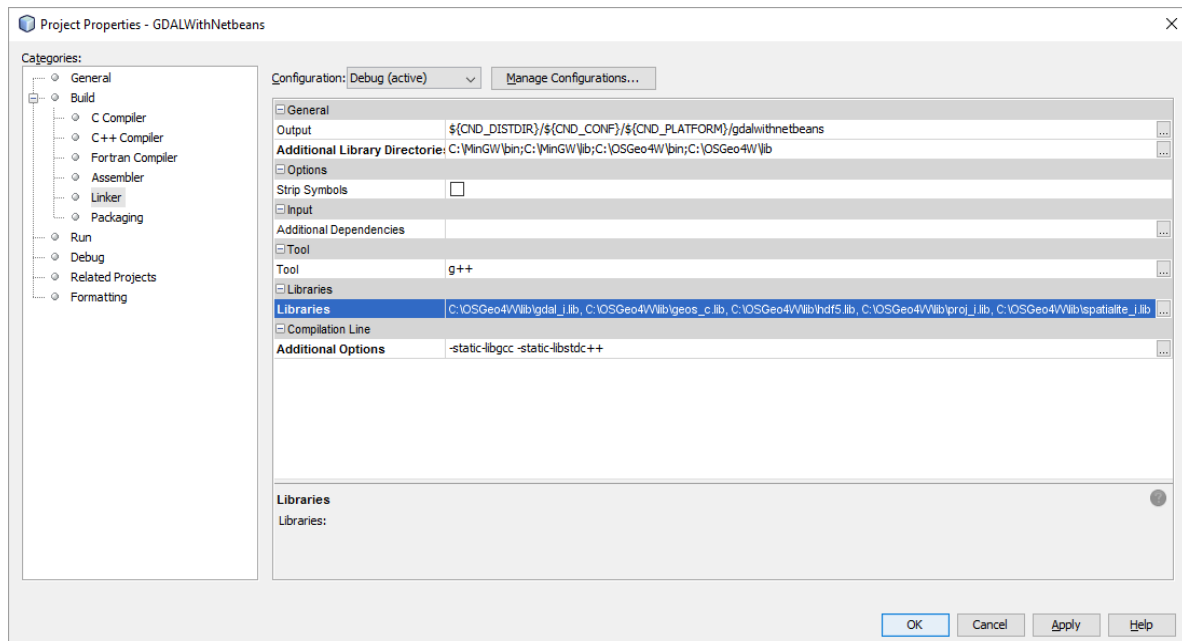 Project Properties - GDALWithNetbeans
Categories:
General
Build
C Compiler
C++ Compiler
Fortran Compiler
Assembler
Linker
Packaging
Run
Debug
Related Projects
Formatting
Configuration: Debug (active) Manage Configurations...
General
Output ${CND_DISTDIR}/${CND_CONF}/${CND_PLATFORM}/gdalwithnetbeans ...
Additional Library Directories C:\MinGW\bin;C:\MinGW\lib;C:\OSGeo4W\bin;C:\OSGeo4W\lib ...
Options
Strip Symbols
Input
Additional Dependencies ...
Tool
Tool g++ ...
Libraries
Libraries C:\OSGeo4W\lib\gdal_i.lib, C:\OSGeo4W\lib\geos_c.lib, C:\OSGeo4W\lib\hdf5.lib, C:\OSGeo4W\lib\proj_i.lib, C:\OSGeo4W\lib\spatialite_i.lib ...
Compilation Line
Additional Options -static-libgcc -static-libstdc++ ...
Libraries
Libraries:
OK Cancel Apply Help